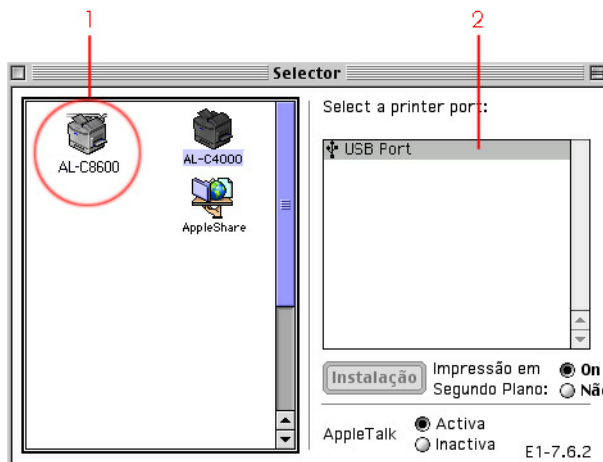 1
2
Selector
AL-C8600
AL-C4000
AppleShare
Select a printer port:
USB Port
Instalação
Impressão em
Segundo Plano:
On
Nã
AppleTalk
Activa
Inactiva
E1-7.6.2